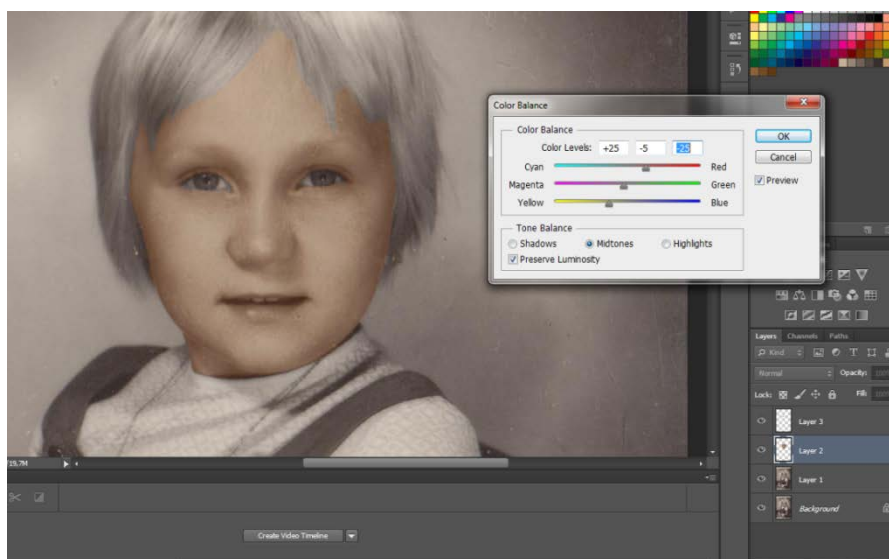 Color Balance
Color Balance
Color Levels: +25 -5 -25
Cyan Red
Magenta Green
Yellow Blue
Tone Balance
Shadows Midtones Highlights
Preserve Luminosity
OK
Cancel
Preview
Layers Channels Paths
Kind
Normal Opacity:
Lock: Fill:
Layer 3
Layer 2
Layer 1
Background
/15,7M
Create Video Timeline